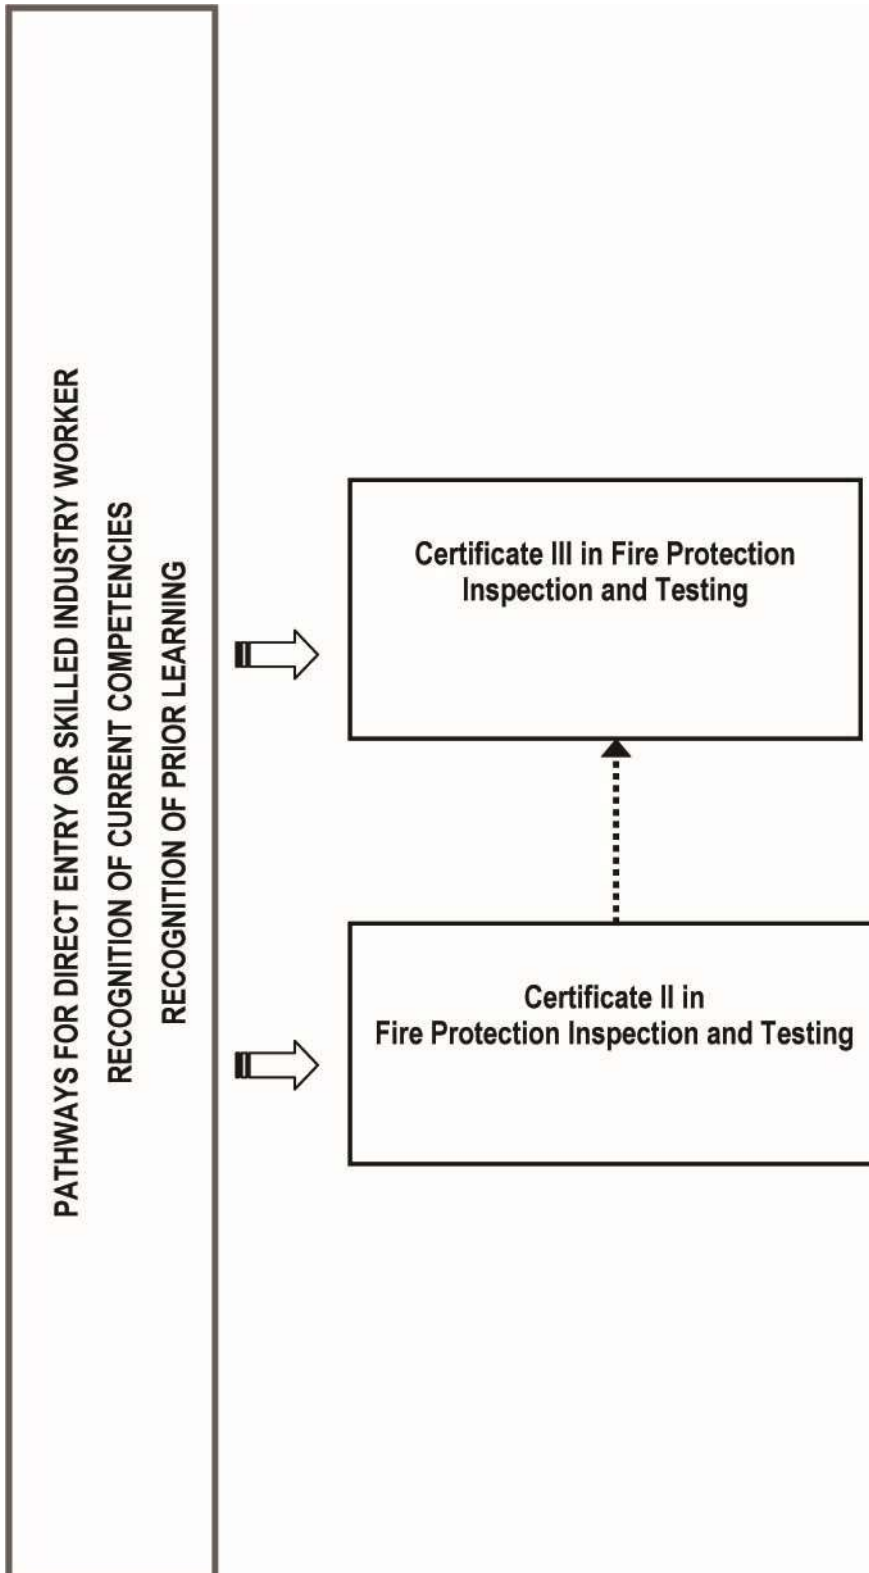 PATHWAYS FOR DIRECT ENTRY OR SKILLED INDUSTRY WORKER
RECOGNITION OF CURRENT COMPETENCIES
RECOGNITION OF PRIOR LEARNING
Certificate III in Fire Protection
Inspection and Testing
Certificate II in
Fire Protection Inspection and Testing